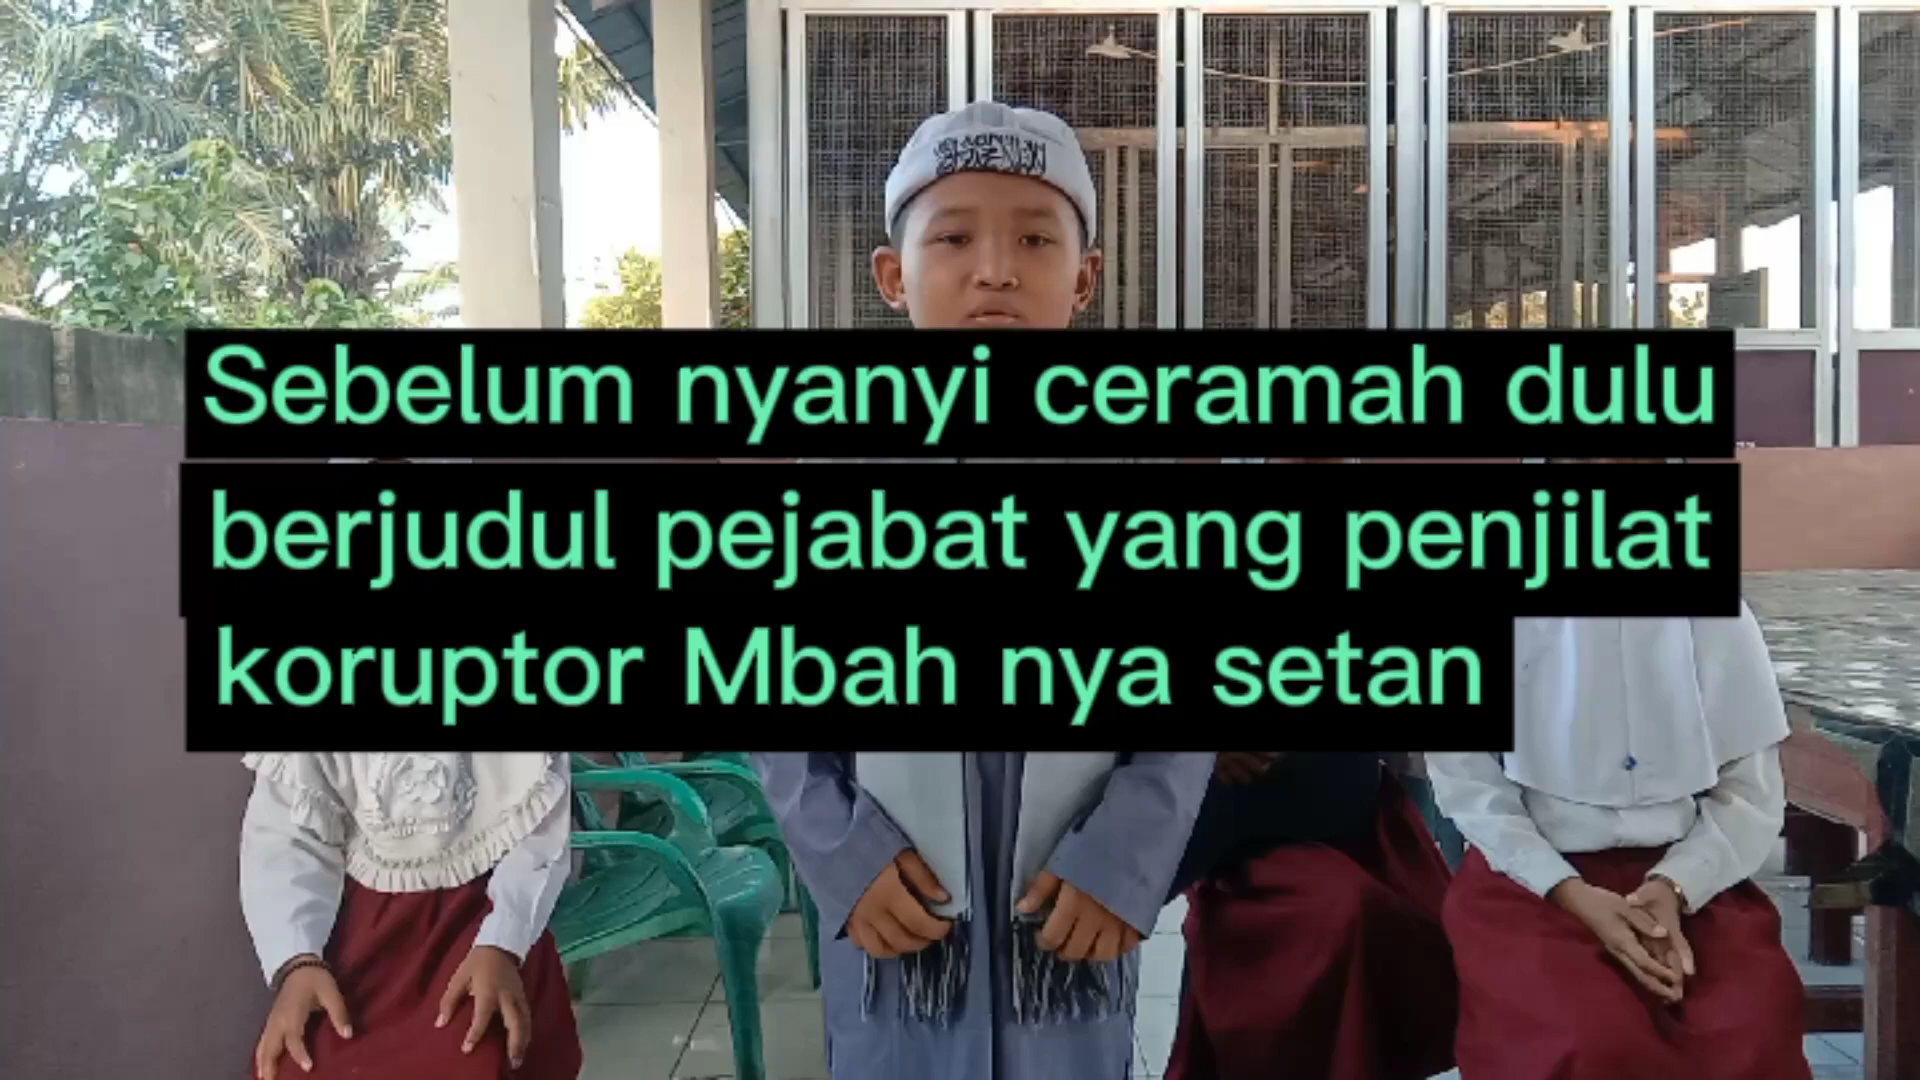 Sebelum nyanyi ceramah dulu
berjudul pejabat yang penjilat
koruptor Mbah nya setan